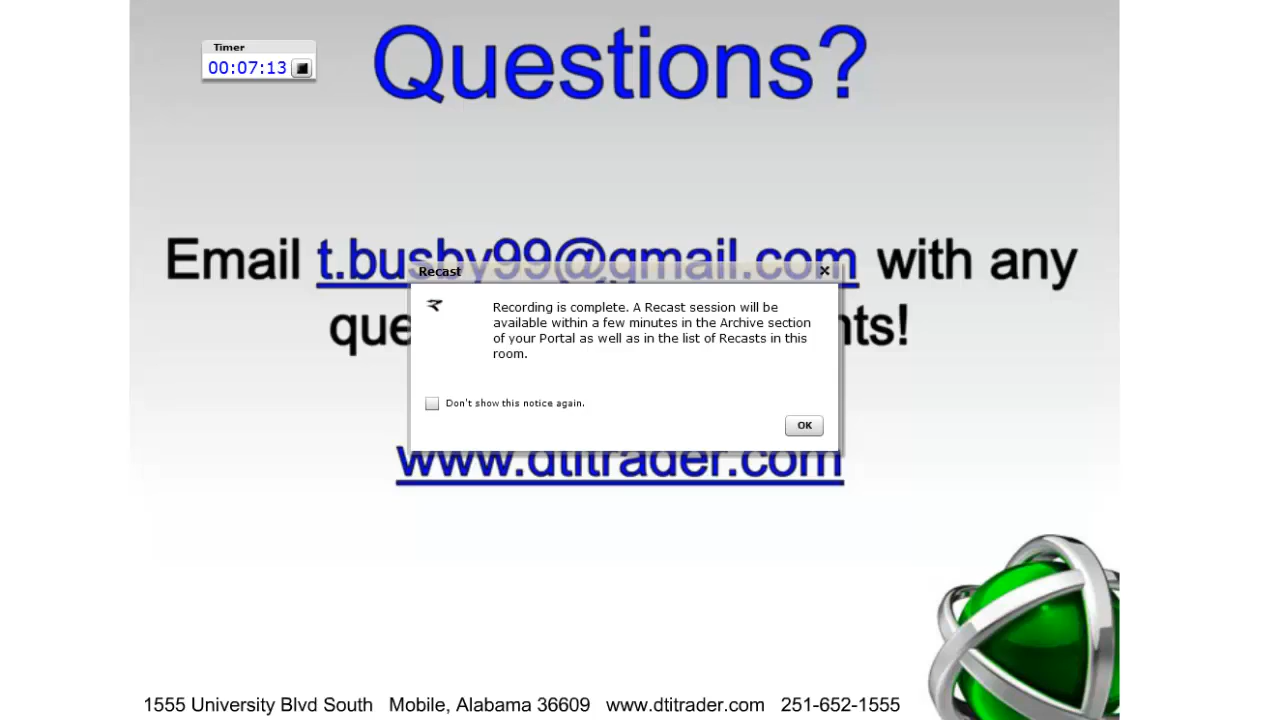 Timer
00:07:13
Questions?
Email t.busby99@gmail.com with any
Recast
Recording is complete. A Recast session will be
available within a few minutes in the Archive section
of your Portal as well as in the list of Recasts in this
room.
Don't show this notice again.
OK
www.dtitrader.com
1555 University Blvd South Mobile, Alabama 36609 www.dtitrader.com 251-652-1555